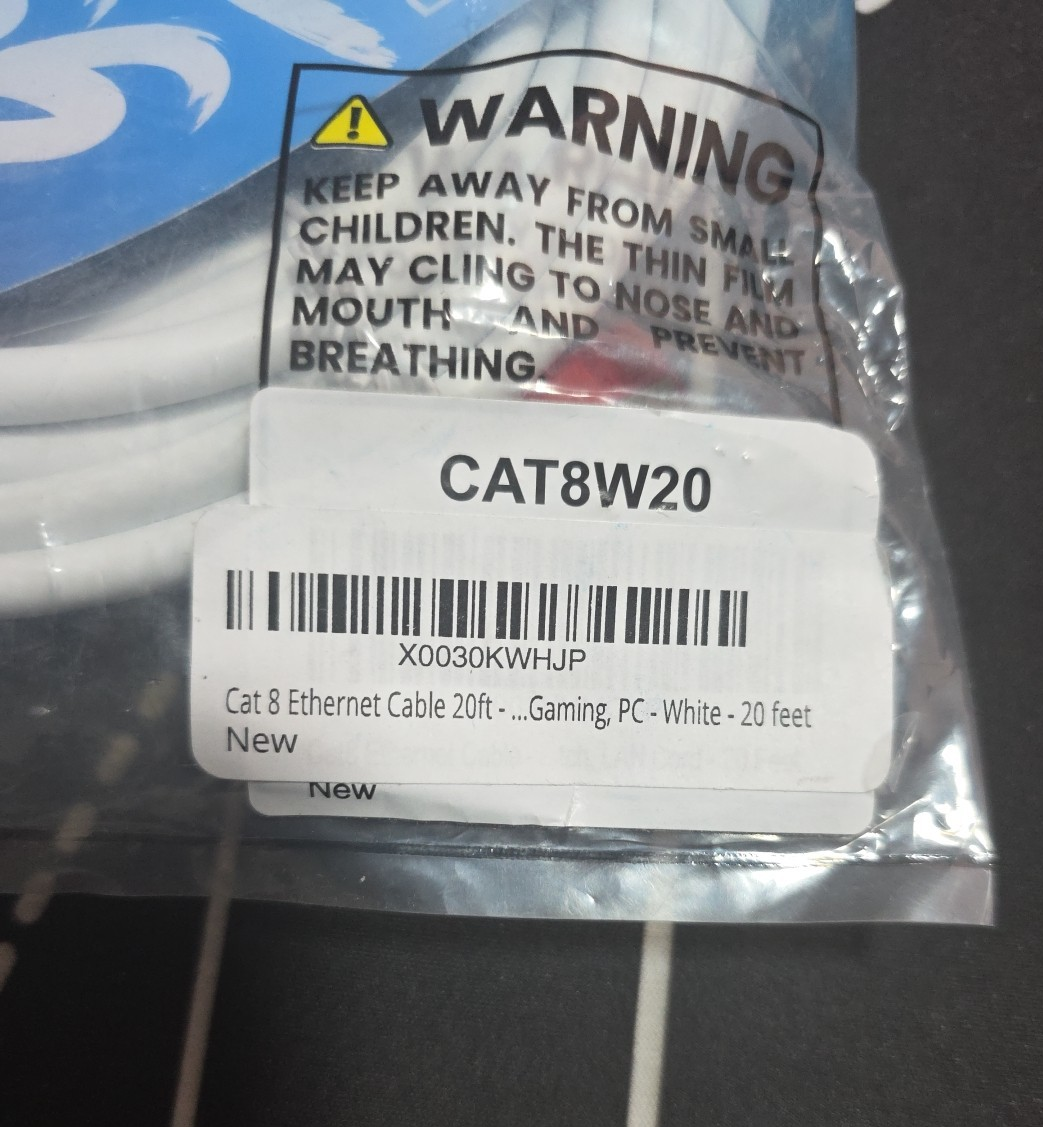 WARNING
KEEP AWAY FROM SMALL
CHILDREN. THE THIN FILM
MAY CLING TO NOSE AND
MOUTH AND PREVENT
BREATHING.
CAT8W20
X0030KWHJP
Cat 8 Ethernet Cable 20ft - ...Gaming, PC - White - 20 feet
New
New